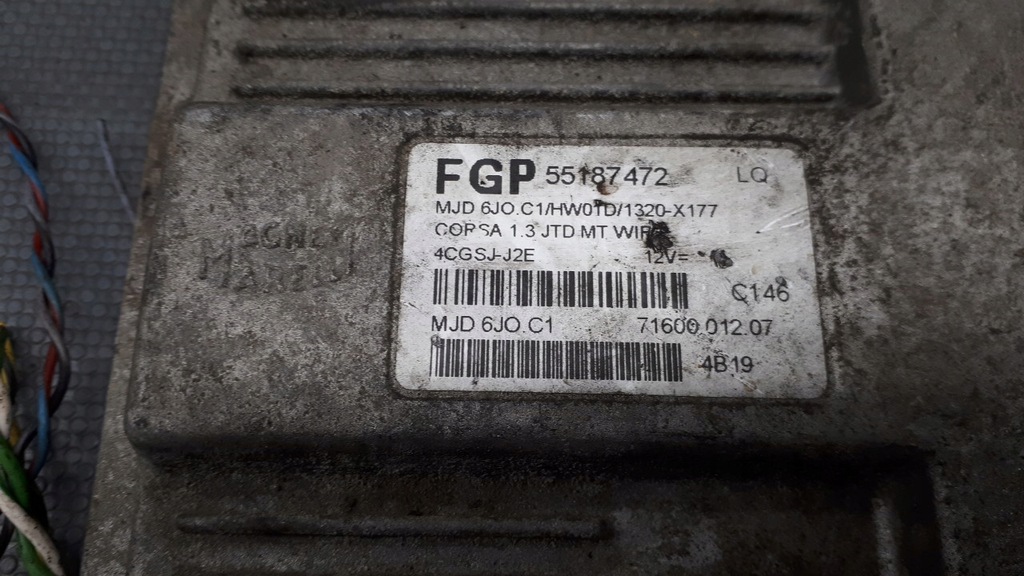 FGP 55187472 LQ
MJD 6JO.C1/HW01D/1320-X177
CORSA 1.3 JTD MT
4CGSJ-J2E 12V=
C146
MJD 6JO.C1 71600.012.07
4B19